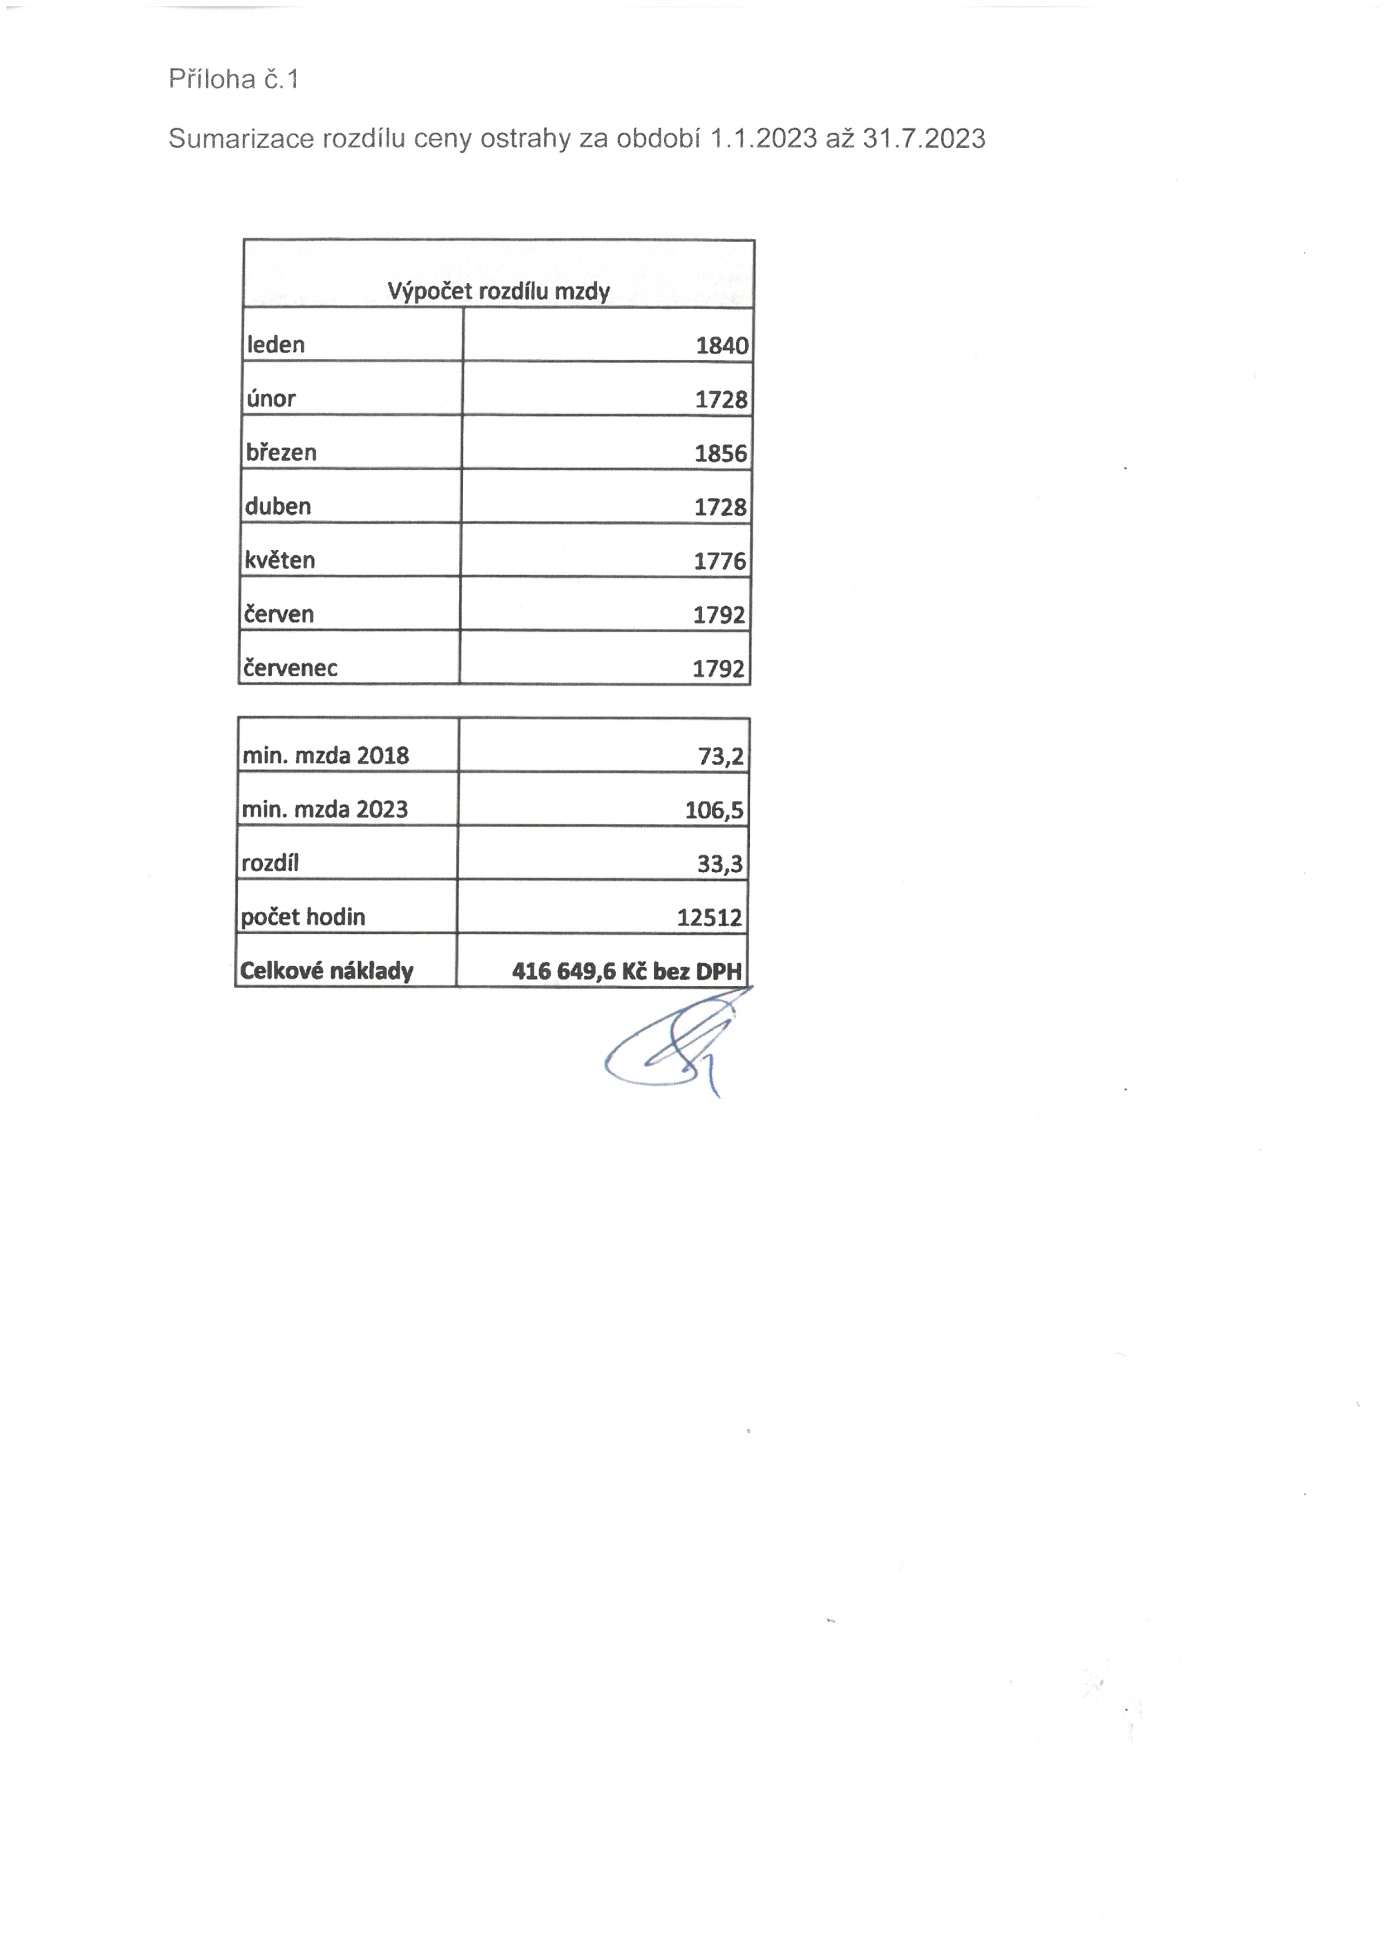 Příloha č.1
Sumarizace rozdílu ceny ostrahy za období 1.1.2023 až 31.7.2023
Výpočet rozdílu mzdy
leden 1840
únor 1728
březen 1856
duben 1728
květen 1776
červen 1792
červenec 1792
min. mzda 2018 73,2
min. mzda 2023 106,5
rozdíl 33,3
počet hodin 12512
Celkové náklady 416 649,6 Kč bez DPH